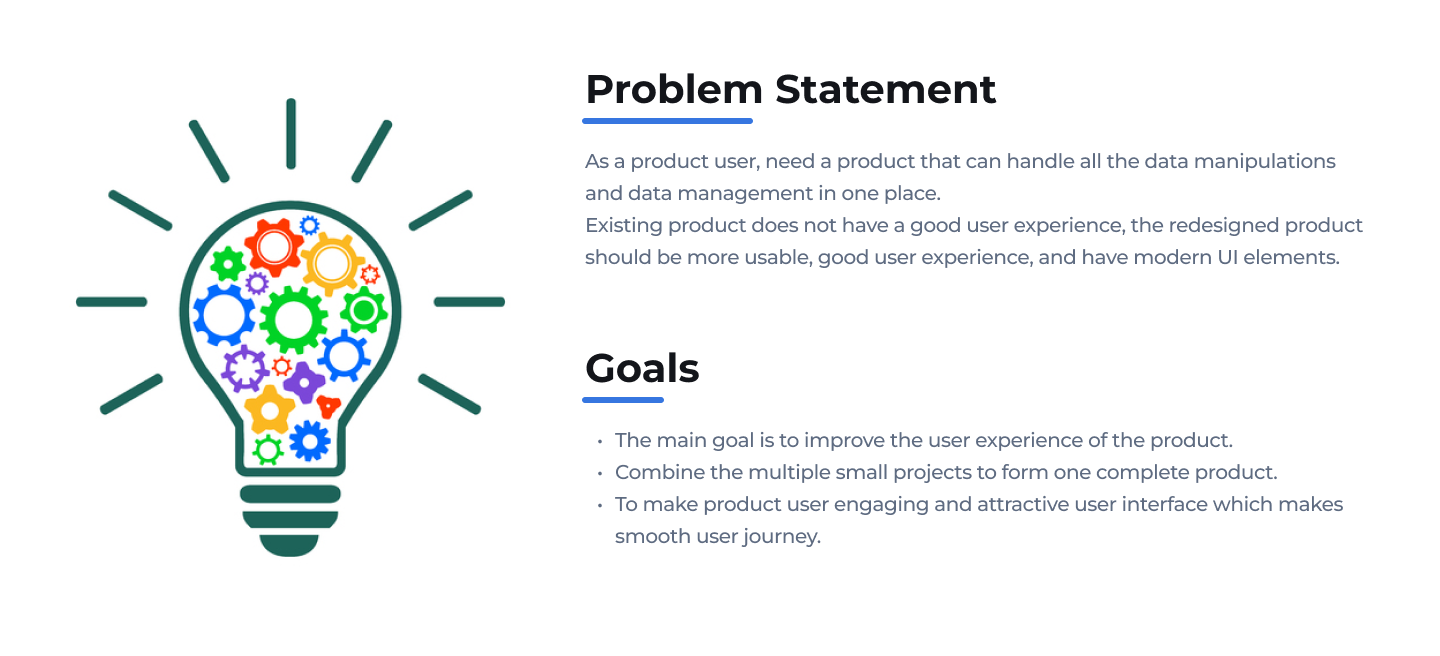 Problem Statement
As a product user, need a product that can handle all the data manipulations
and data management in one place.
Existing product does not have a good user experience, the redesigned product
should be more usable, good user experience, and have modern UI elements.
Goals
• The main goal is to improve the user experience of the product.
• Combine the multiple small projects to form one complete product.
• To make product user engaging and attractive user interface which makes
smooth user journey.